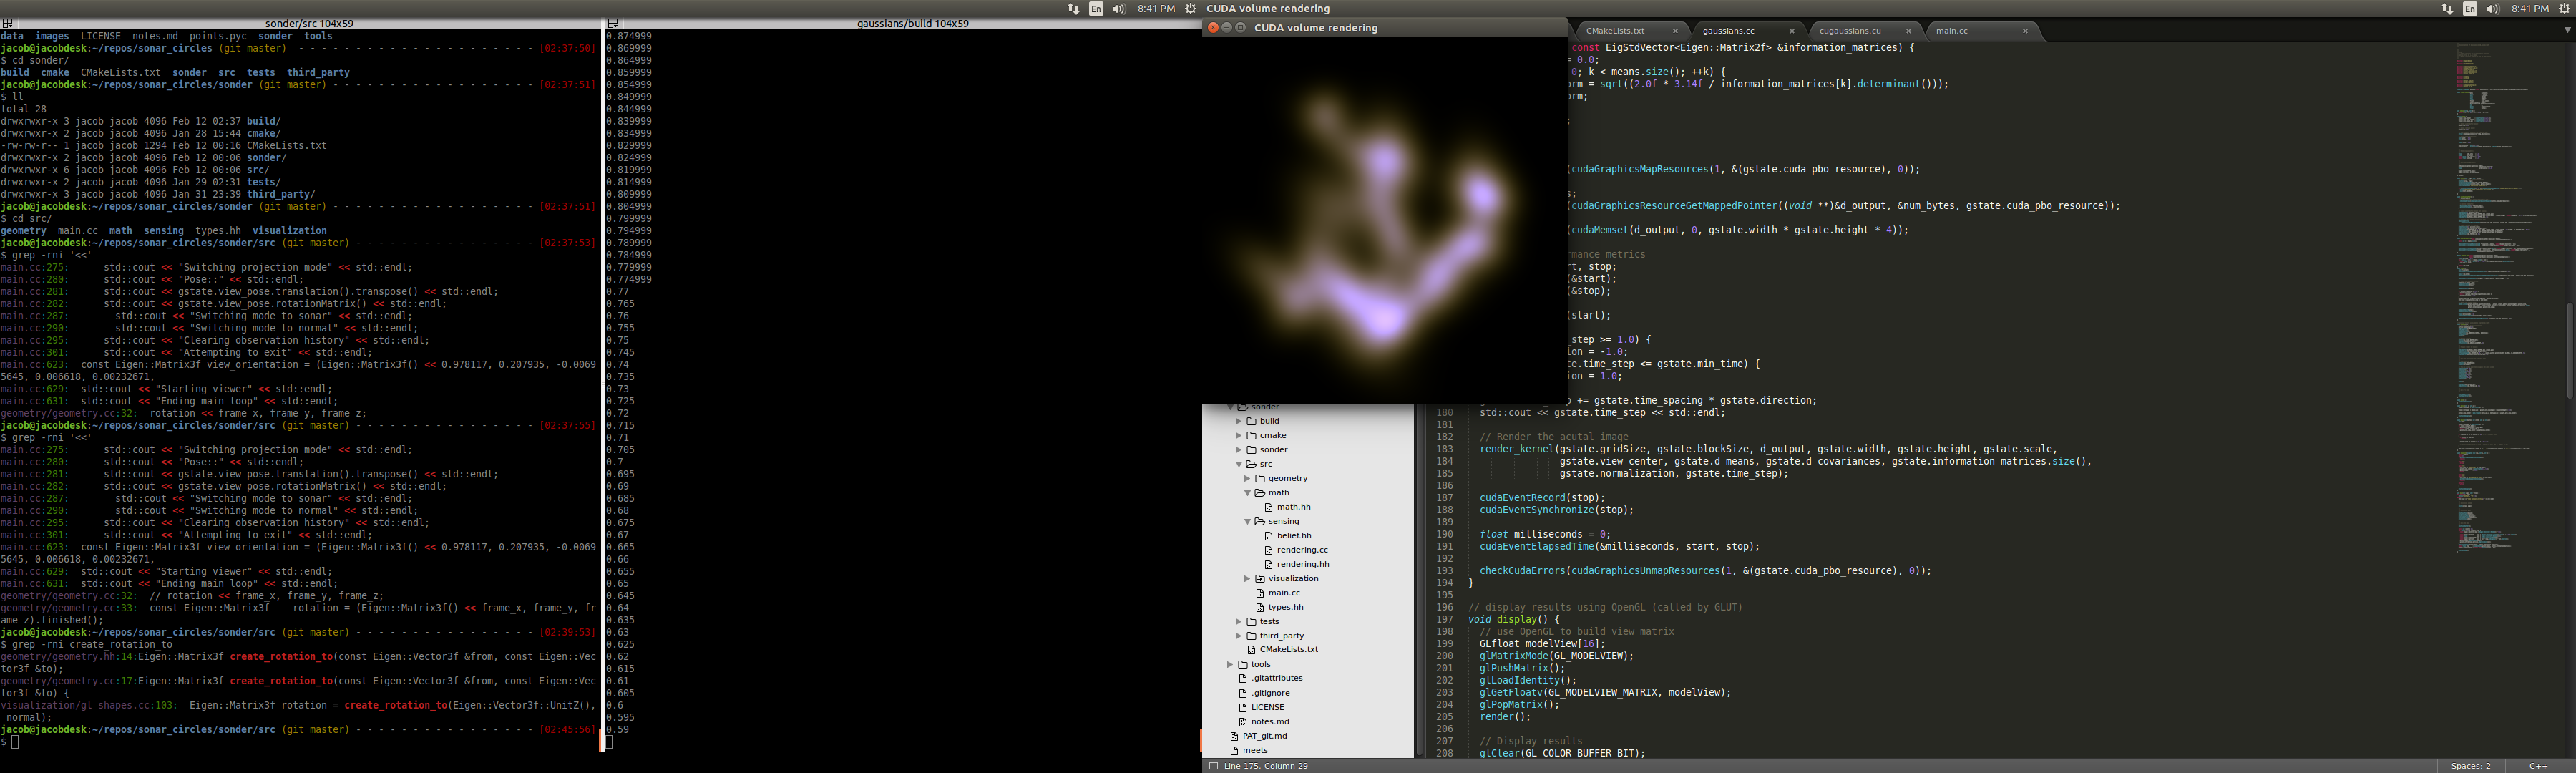 En 8:41 PM CUDA volume rendering En 8:41 PM
sonder/src 104x59
data images LICENSE notes.md points.pyc sonder tools
jacob@jacobdesk:~/repos/sonar_circles (git master) - - - - - - - - - - - - - - - - - - - - - [02:37:50]
$ cd sonder/
build cmake CMakeLists.txt sonder src tests third_party
jacob@jacobdesk:~/repos/sonar_circles/sonder (git master) - - - - - - - - - - - - - - - - - - [02:37:51]
$ ll
total 28
drwxrwxr-x 3 jacob jacob 4096 Feb 12 02:37 build/
drwxrwxr-x 2 jacob jacob 4096 Jan 28 15:44 cmake/
-rw-rw-r-- 1 jacob jacob 1294 Feb 12 00:16 CMakeLists.txt
drwxrwxr-x 2 jacob jacob 4096 Feb 12 00:06 sonder/
drwxrwxr-x 6 jacob jacob 4096 Feb 12 00:06 src/
drwxrwxr-x 2 jacob jacob 4096 Jan 29 02:31 tests/
drwxrwxr-x 3 jacob jacob 4096 Jan 31 23:39 third_party/
jacob@jacobdesk:~/repos/sonar_circles/sonder (git master) - - - - - - - - - - - - - - - - - - [02:37:51]
$ cd src/
geometry main.cc math sensing types.hh visualization
jacob@jacobdesk:~/repos/sonar_circles/sonder/src (git master) - - - - - - - - - - - - - - - - [02:37:53]
$ grep -rni '<<'
main.cc:275: std::cout << "Switching projection mode" << std::endl;
main.cc:280: std::cout << "Pose::" << std::endl;
main.cc:281: std::cout << gstate.view_pose.translation().transpose() << std::endl;
main.cc:282: std::cout << gstate.view_pose.rotationMatrix() << std::endl;
main.cc:287: std::cout << "Switching mode to sonar" << std::endl;
main.cc:290: std::cout << "Switching mode to normal" << std::endl;
main.cc:295: std::cout << "Clearing observation history" << std::endl;
main.cc:301: std::cout << "Attempting to exit" << std::endl;
main.cc:623: const Eigen::Matrix3f view_orientation = (Eigen::Matrix3f() << 0.978117, 0.207935, -0.0069
5645, 0.006618, 0.00232671,
main.cc:629: std::cout << "Starting viewer" << std::endl;
main.cc:631: std::cout << "Ending main loop" << std::endl;
geometry/geometry.cc:32: rotation << frame_x, frame_y, frame_z;
jacob@jacobdesk:~/repos/sonar_circles/sonder/src (git master) - - - - - - - - - - - - - - - - [02:37:55]
$ grep -rni '<<'
main.cc:275: std::cout << "Switching projection mode" << std::endl;
main.cc:280: std::cout << "Pose::" << std::endl;
main.cc:281: std::cout << gstate.view_pose.translation().transpose() << std::endl;
main.cc:282: std::cout << gstate.view_pose.rotationMatrix() << std::endl;
main.cc:287: std::cout << "Switching mode to sonar" << std::endl;
main.cc:290: std::cout << "Switching mode to normal" << std::endl;
main.cc:295: std::cout << "Clearing observation history" << std::endl;
main.cc:301: std::cout << "Attempting to exit" << std::endl;
main.cc:623: const Eigen::Matrix3f view_orientation = (Eigen::Matrix3f() << 0.978117, 0.207935, -0.0069
5645, 0.006618, 0.00232671,
main.cc:629: std::cout << "Starting viewer" << std::endl;
main.cc:631: std::cout << "Ending main loop" << std::endl;
geometry/geometry.cc:32: // rotation << frame_x, frame_y, frame_z;
geometry/geometry.cc:33: const Eigen::Matrix3f rotation = (Eigen::Matrix3f() << frame_x, frame_y, fr
ame_z).finished();
jacob@jacobdesk:~/repos/sonar_circles/sonder/src (git master) - - - - - - - - - - - - - - - - [02:39:53]
$ grep -rni create_rotation_to
geometry/geometry.hh:14:Eigen::Matrix3f create_rotation_to(const Eigen::Vector3f &from, const Eigen::Vec
tor3f &to);
geometry/geometry.cc:17:Eigen::Matrix3f create_rotation_to(const Eigen::Vector3f &from, const Eigen::Vec
tor3f &to) {
visualization/gl_shapes.cc:103: Eigen::Matrix3f rotation = create_rotation_to(Eigen::Vector3f::UnitZ(),
normal);
jacob@jacobdesk:~/repos/sonar_circles/sonder/src (git master) - - - - - - - - - - - - - - - - [02:45:56]
$
gaussians/build 104x59
0.874999
0.869999
0.864999
0.859999
0.854999
0.849999
0.844999
0.839999
0.834999
0.829999
0.824999
0.819999
0.814999
0.809999
0.804999
0.799999
0.794999
0.789999
0.784999
0.779999
0.774999
0.77
0.765
0.76
0.755
0.75
0.745
0.74
0.735
0.73
0.725
0.72
0.715
0.71
0.705
0.7
0.695
0.69
0.685
0.68
0.675
0.67
0.665
0.66
0.655
0.65
0.645
0.64
0.635
0.63
0.625
0.62
0.615
0.61
0.605
0.6
0.595
0.59
CUDA volume rendering
sonder
build
cmake
sonder
src
geometry
math
math.hh
sensing
belief.hh
rendering.cc
rendering.hh
visualization
main.cc
types.hh
tests
third_party
CMakeLists.txt
tools
.gitattributes
.gitignore
LICENSE
notes.md
PAT_git.md
meets
CMakeLists.txt gaussians.cc cugaussians.cu main.cc
const EigStdVector<Eigen::Matrix2f> &information_matrices) {
= 0.0;
0; k < means.size(); ++k) {
orm = sqrt((2.0f * 3.14f / information_matrices[k].determinant()));
orm;
;
(cudaGraphicsMapResources(1, &(gstate.cuda_pbo_resource), 0));
s;
(cudaGraphicsResourceGetMappedPointer((void **)&d_output, &num_bytes, gstate.cuda_pbo_resource));
(cudaMemset(d_output, 0, gstate.width * gstate.height * 4));
rmance metrics
rt, stop;
(&start);
(&stop);
(start);
_step >= 1.0) {
ion = -1.0;
te.time_step <= gstate.min_time) {
ion = 1.0;
p += gstate.time_spacing * gstate.direction;
180 std::cout << gstate.time_step << std::endl;
181
182 // Render the acutal image
183 render_kernel(gstate.gridSize, gstate.blockSize, d_output, gstate.width, gstate.height, gstate.scale,
184 gstate.view_center, gstate.d_means, gstate.d_covariances, gstate.information_matrices.size(),
185 gstate.normalization, gstate.time_step);
186
187 cudaEventRecord(stop);
188 cudaEventSynchronize(stop);
189
190 float milliseconds = 0;
191 cudaEventElapsedTime(&milliseconds, start, stop);
192
193 checkCudaErrors(cudaGraphicsUnmapResources(1, &(gstate.cuda_pbo_resource), 0));
194 }
195
196 // display results using OpenGL (called by GLUT)
197 void display() {
198 // use OpenGL to build view matrix
199 GLfloat modelView[16];
200 glMatrixMode(GL_MODELVIEW);
201 glPushMatrix();
202 glLoadIdentity();
203 glGetFloatv(GL_MODELVIEW_MATRIX, modelView);
204 glPopMatrix();
205 render();
206
207 // Display results
208 glClear(GL_COLOR_BUFFER_BIT);
Line 175, Column 29 Spaces: 2 C++